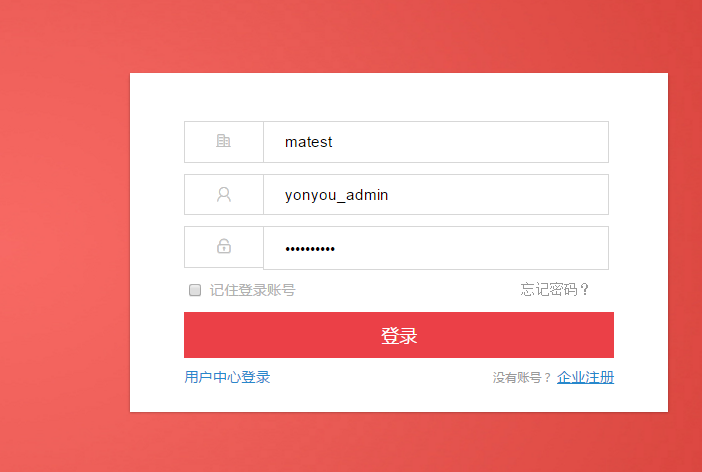 matest
yonyou_admin
••••••••••
记住登录账号 忘记密码？
登录
用户中心登录 没有账号？ 企业注册